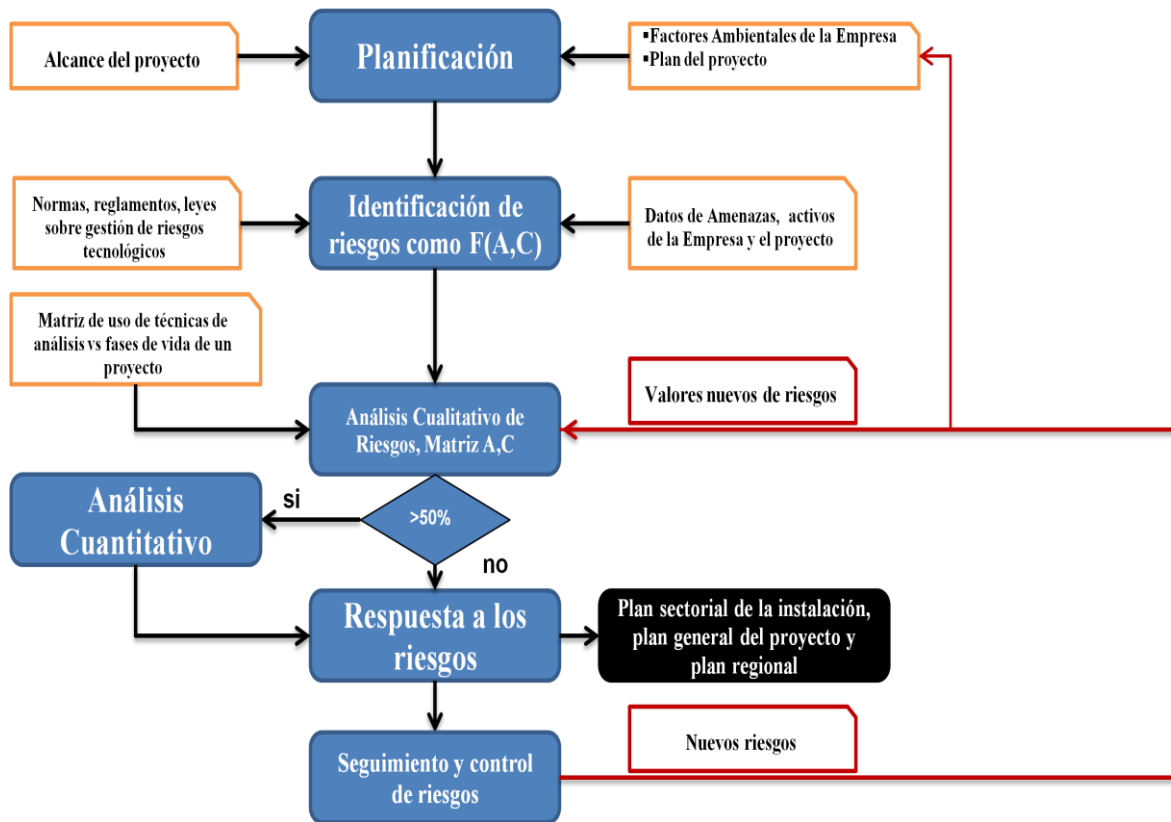 Alcance del proyecto
Planificación
▪Factores Ambientales de la Empresa
▪Plan del proyecto
Normas, reglamentos, leyes
sobre gestión de riesgos
tecnológicos
Identificación de
riesgos como F(A,C)
Datos de Amenazas, activos
de la Empresa y el proyecto
Matriz de uso de técnicas de
análisis vs fases de vida de un
proyecto
Análisis Cualitativo de
Riesgos, Matriz A,C
Valores nuevos de riesgos
Análisis
Cuantitativo
si
>50%
no
Respuesta a los
riesgos
Plan sectorial de la instalación,
plan general del proyecto y
plan regional
Seguimiento y control
de riesgos
Nuevos riesgos